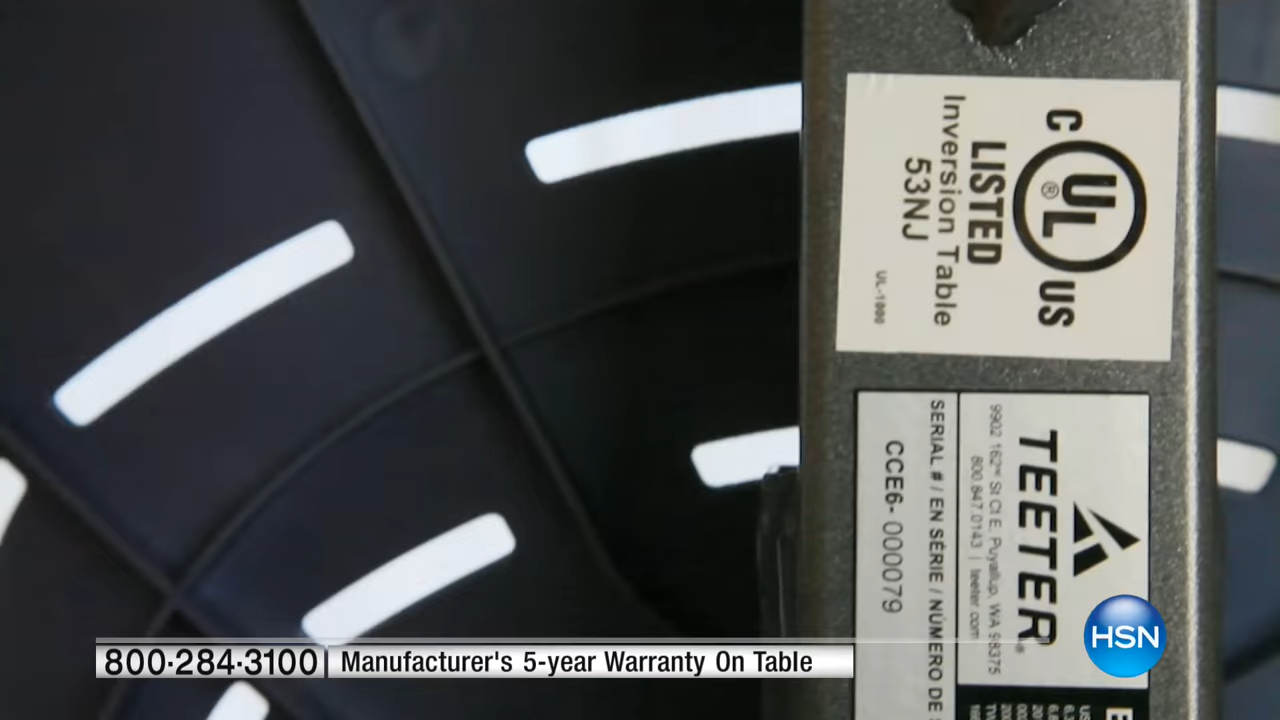 C UL ® US
LISTED
Inversion Table
53NJ
UL-1000
TEETER®
9902 162ND St Ct E, Puyallup, WA 98375
800.847.0143 | teeter.com
SERIAL # / EN SÉRIE / NÚMERO DE
CCE6- 000079
HSN
800·284·3100
Manufacturer's 5-year Warranty On Table